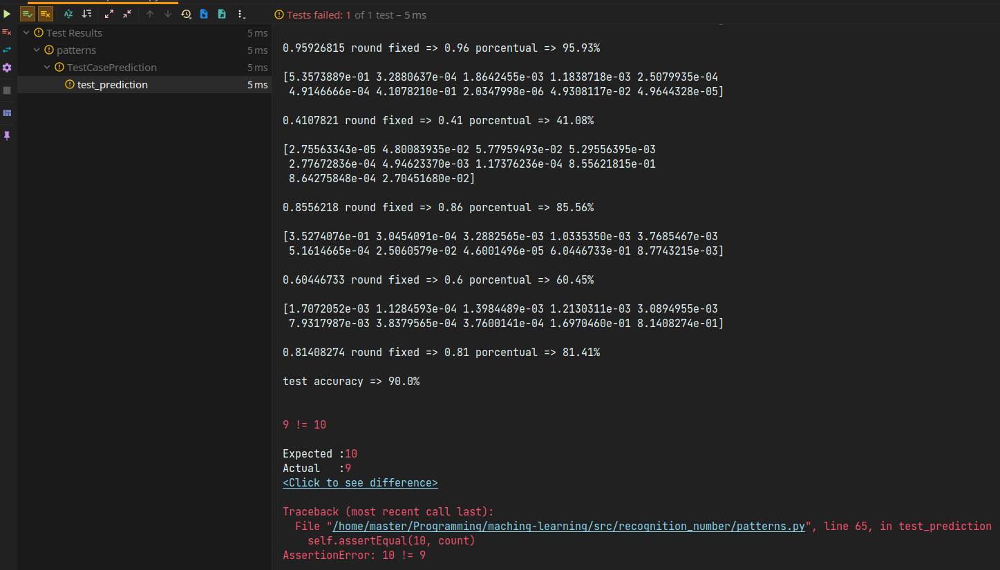 Tests failed: 1 of 1 test – 5 ms
Test Results 5 ms
patterns 5 ms
TestCasePrediction 5 ms
test_prediction 5 ms
0.95926815 round fixed => 0.96 porcentual => 95.93%
[5.3573889e-01 3.2880637e-04 1.8642455e-03 1.1838718e-03 2.5079935e-04
4.9146666e-04 4.1078210e-01 2.0347998e-06 4.9308117e-02 4.9644328e-05]
0.4107821 round fixed => 0.41 porcentual => 41.08%
[2.75563343e-05 4.80083935e-02 5.77959493e-02 5.29556395e-03
2.77672836e-04 4.94623370e-03 1.17376236e-04 8.55621815e-01
8.64275848e-04 2.70451680e-02]
0.8556218 round fixed => 0.86 porcentual => 85.56%
[3.5274076e-01 3.0454091e-04 3.2882565e-03 1.0335350e-03 3.7685467e-03
5.1614665e-04 2.5060579e-02 4.6001496e-05 6.0446733e-01 8.7743215e-03]
0.60446733 round fixed => 0.6 porcentual => 60.45%
[1.7072052e-03 1.1284593e-04 1.3984489e-03 1.2130311e-03 3.0894955e-03
7.9317987e-03 3.8379565e-04 3.7600141e-04 1.6970460e-01 8.1408274e-01]
0.81408274 round fixed => 0.81 porcentual => 81.41%
test accuracy => 90.0%
9 != 10
Expected :10
Actual :9
<Click to see difference>
Traceback (most recent call last):
File "/home/master/Programming/maching-learning/src/recognition_number/patterns.py", line 65, in test_prediction
self.assertEqual(10, count)
AssertionError: 10 != 9